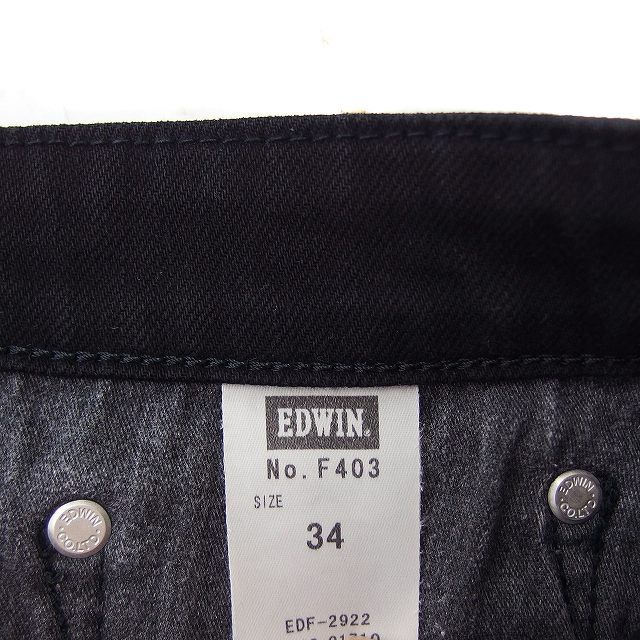 EDWIN.
No. F403
SIZE
34
EDF-2922
EDWIN
CO.LTD
EDWIN
CO.LTD